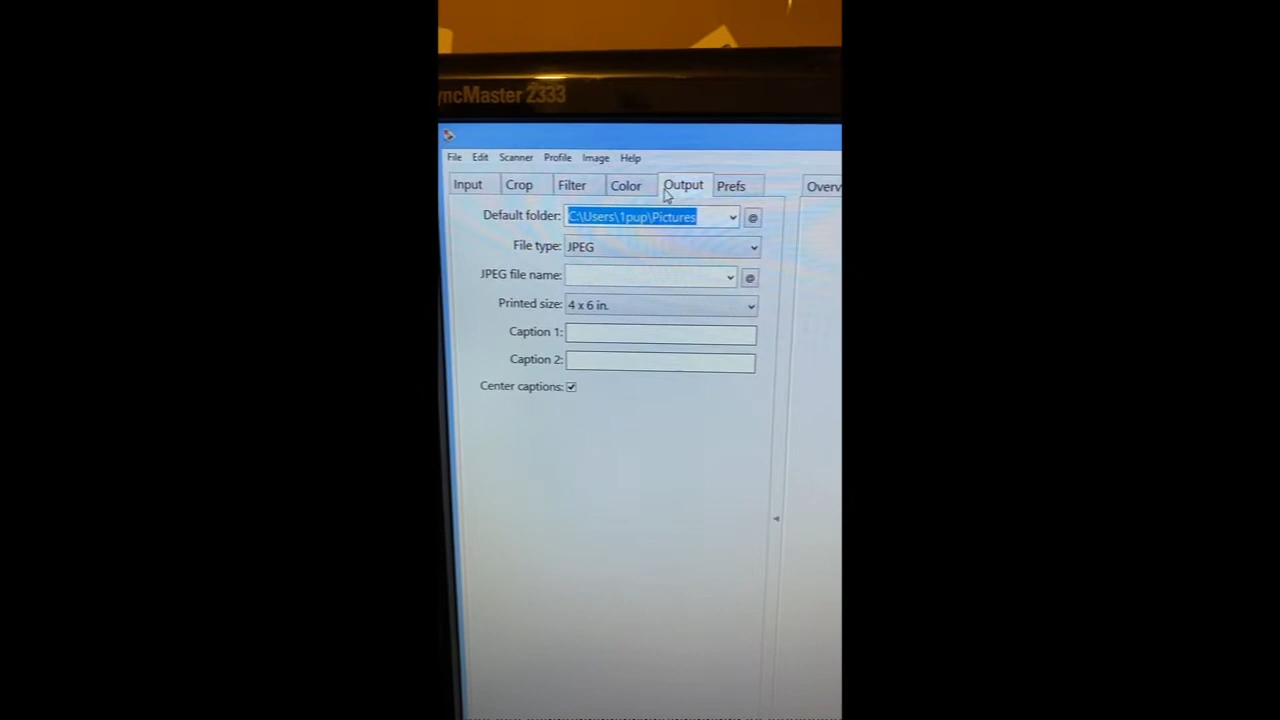 yncMaster 2333
File Edit Scanner Profile Image Help
Input Crop Filter Color Output Prefs Overv
Default folder: C:\Users\1pup\Pictures @
File type: JPEG
JPEG file name: @
Printed size: 4 x 6 in.
Caption 1:
Caption 2:
Center captions: